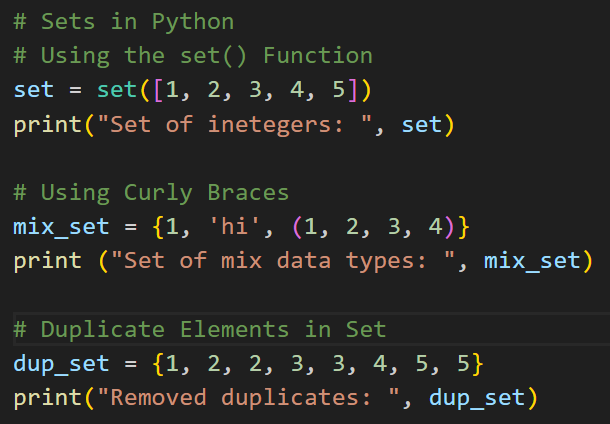 # Sets in Python
# Using the set() Function
set = set([1, 2, 3, 4, 5])
print("Set of inetegers: ", set)
# Using Curly Braces
mix_set = {1, 'hi', (1, 2, 3, 4)}
print ("Set of mix data types: ", mix_set)
# Duplicate Elements in Set
dup_set = {1, 2, 2, 3, 3, 4, 5, 5}
print("Removed duplicates: ", dup_set)